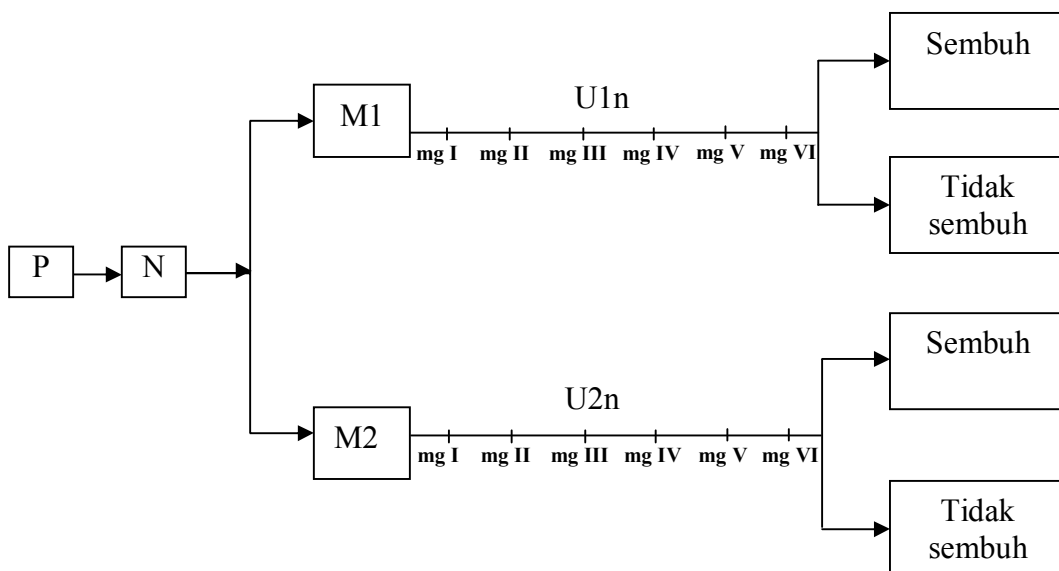 Sembuh
U1n
M1
mg I mg II mg III mg IV mg V mg VI
Tidak
sembuh
P
N
Sembuh
U2n
M2
mg I mg II mg III mg IV mg V mg VI
Tidak
sembuh